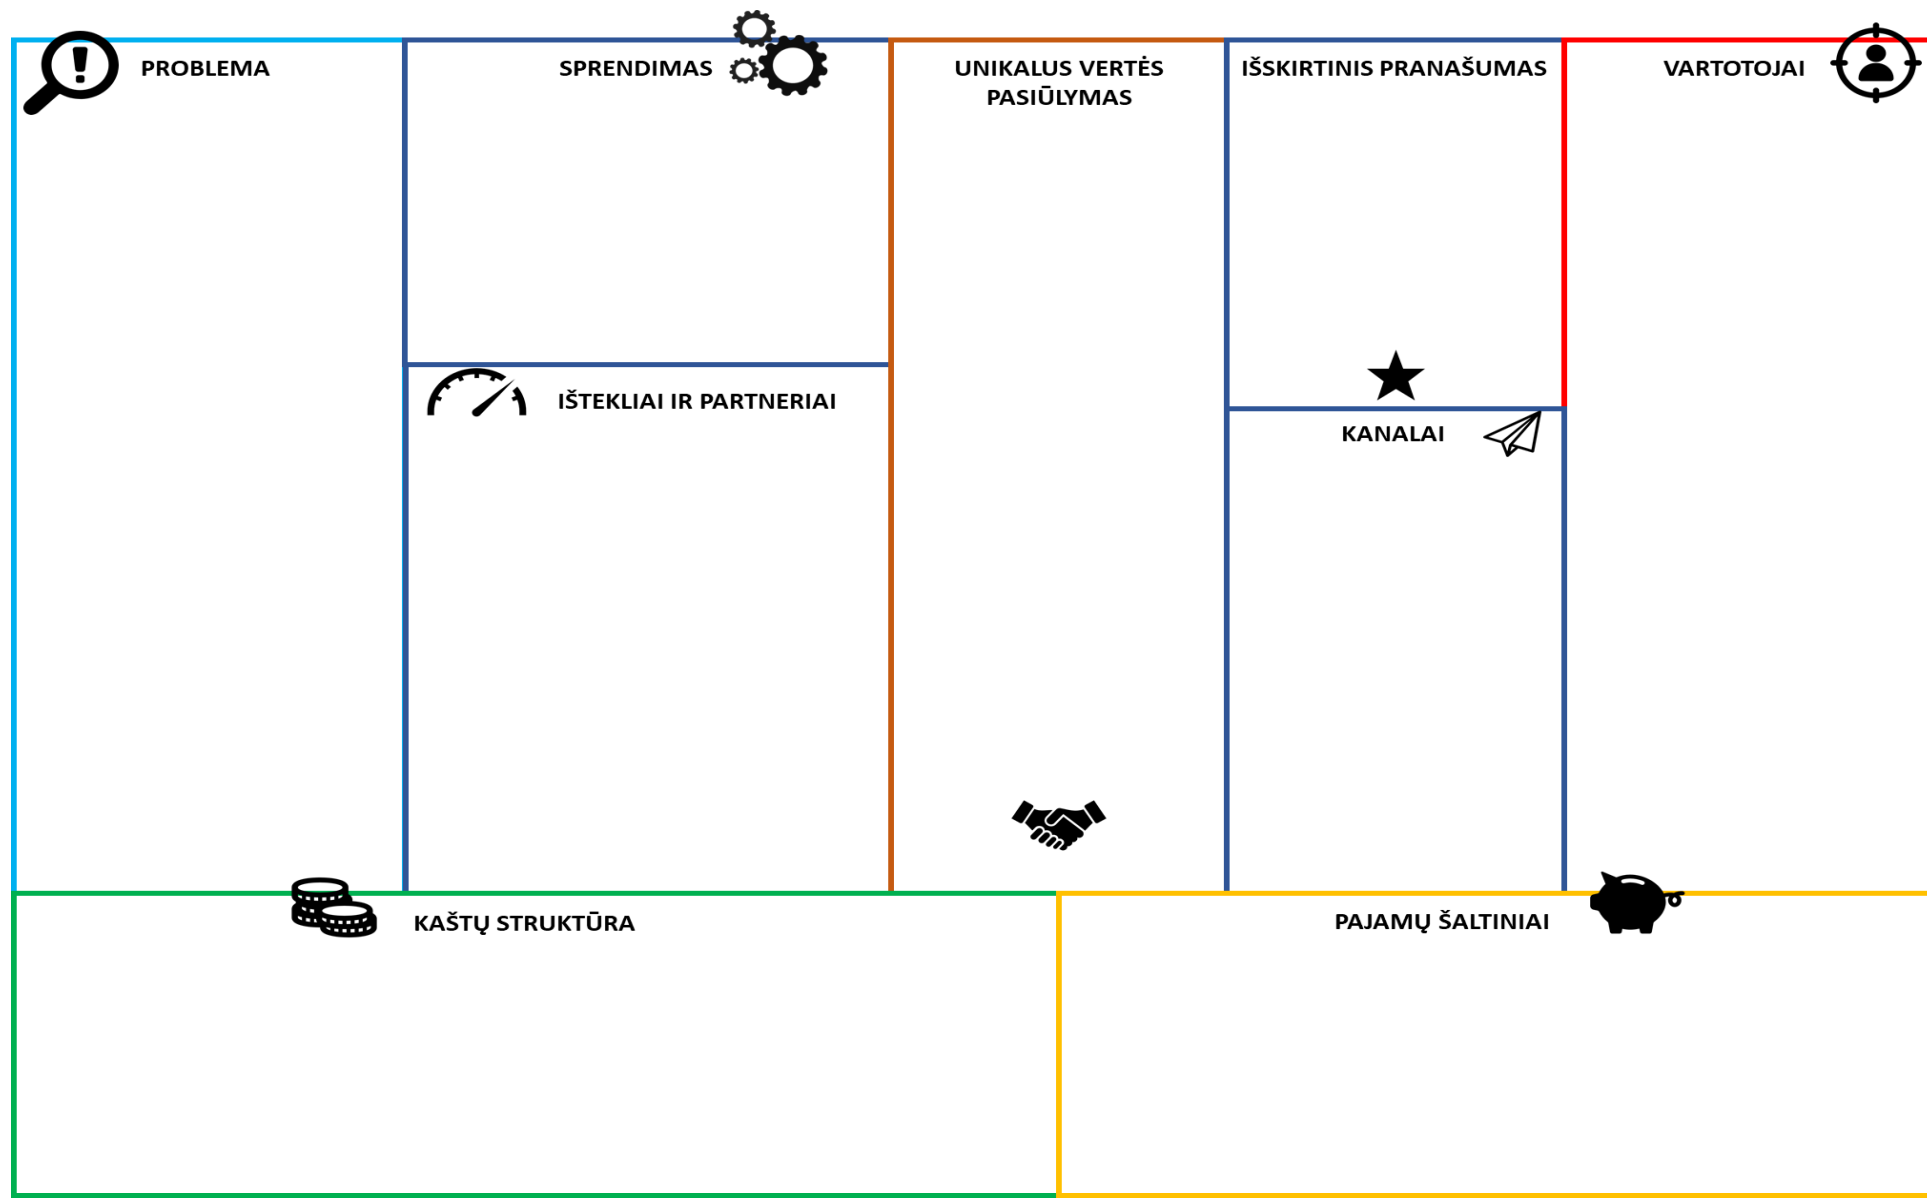 PROBLEMA
SPRENDIMAS
UNIKALUS VERTĖS
PASIŪLYMAS
IŠSKIRTINIS PRANAŠUMAS
VARTOTOJAI
IŠTEKLIAI IR PARTNERIAI
KANALAI
KAŠTŲ STRUKTŪRA
PAJAMŲ ŠALTINIAI